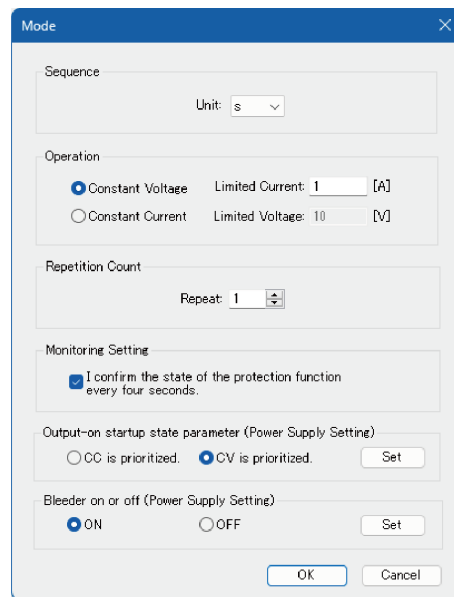 Mode
Sequence
Unit: s
Operation
Constant Voltage Limited Current: 1 [A]
Constant Current Limited Voltage: 10 [V]
Repetition Count
Repeat: 1
Monitoring Setting
I confirm the state of the protection function
every four seconds.
Output-on startup state parameter (Power Supply Setting)
CC is prioritized. CV is prioritized. Set
Bleeder on or off (Power Supply Setting)
ON OFF Set
OK Cancel